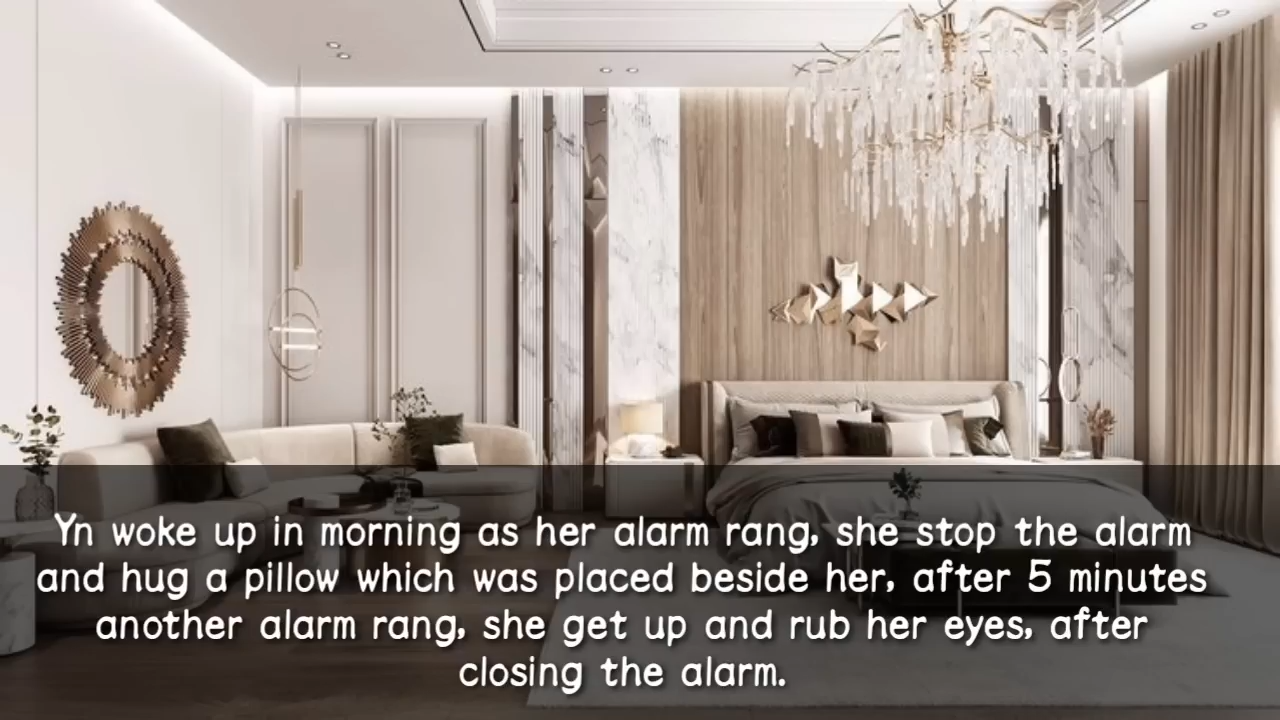 Yn woke up in morning as her alarm rang, she stop the alarm
and hug a pillow which was placed beside her, after 5 minutes
another alarm rang, she get up and rub her eyes, after
closing the alarm.